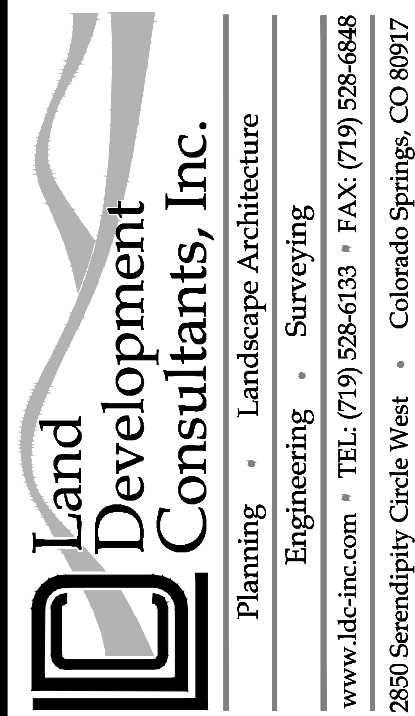 Land
Development
Consultants, Inc.
Planning • Landscape Architecture
Engineering • Surveying
www.ldc-inc.com • TEL: (719) 528-6133 • FAX: (719) 528-6848
2850 Serendipity Circle West • Colorado Springs, CO 80917